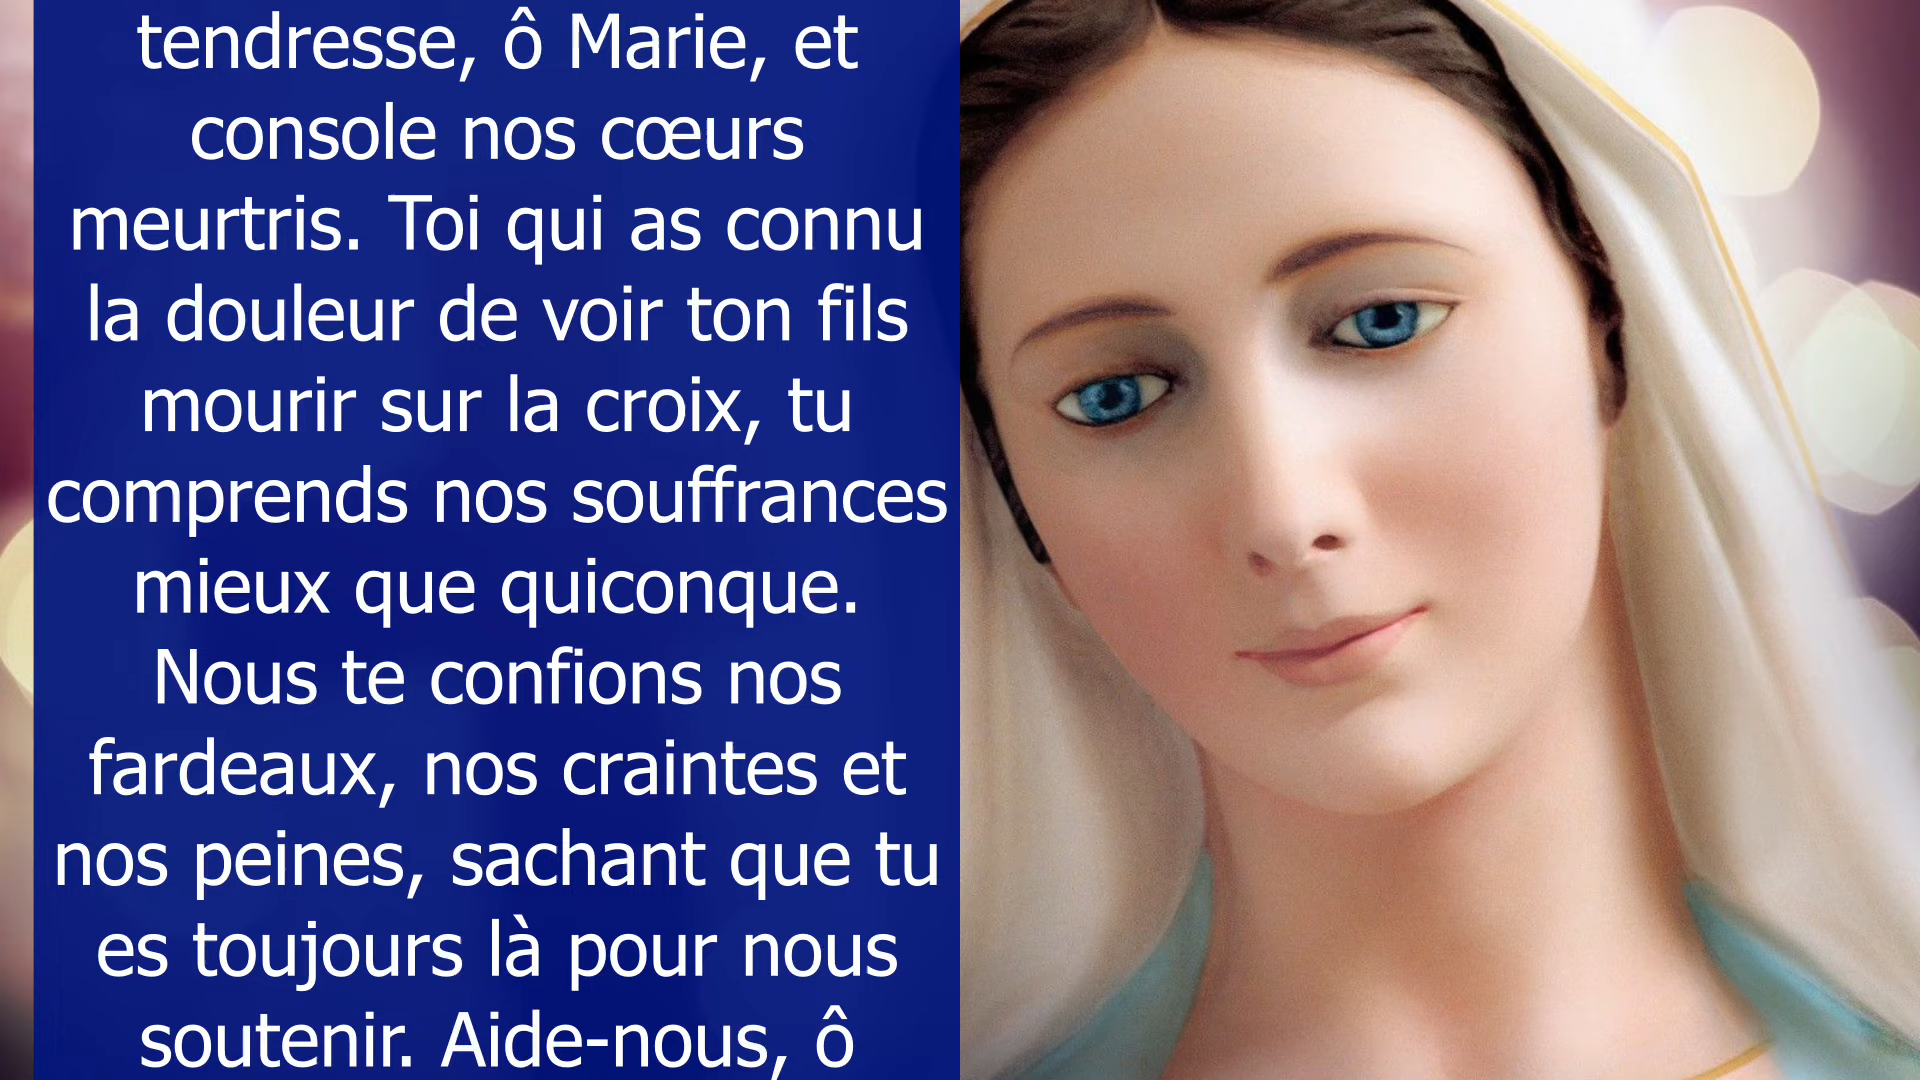 tendresse, ô Marie, et
console nos cœurs
meurtris. Toi qui as connu
la douleur de voir ton fils
mourir sur la croix, tu
comprends nos souffrances
mieux que quiconque.
Nous te confions nos
fardeaux, nos craintes et
nos peines, sachant que tu
es toujours là pour nous
soutenir. Aide-nous, ô